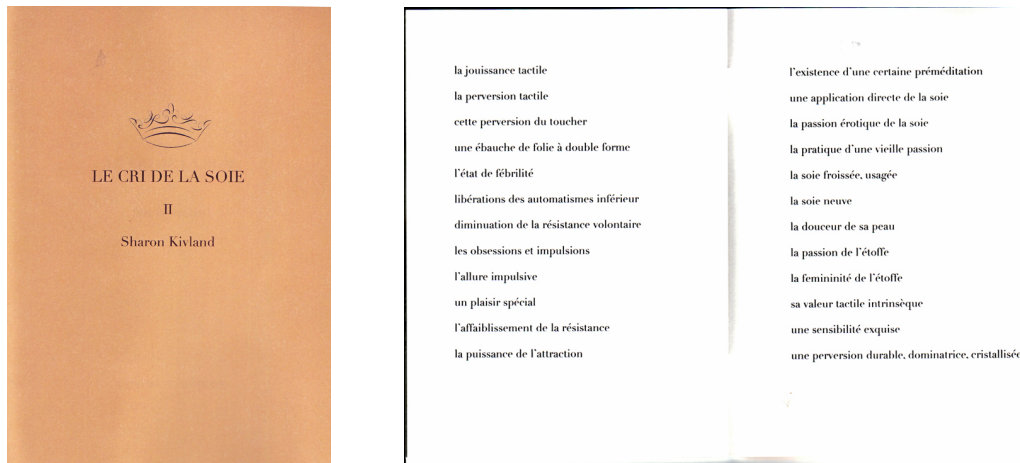 LE CRI DE LA SOIE
II
Sharon Kivland
la jouissance tactile
la perversion tactile
cette perversion du toucher
une ébauche de folie à double forme
l'état de fébrilité
libérations des automatismes inférieur
diminuation de la résistance volontaire
les obsessions et impulsions
l'allure impulsive
un plaisir spécial
l'affaiblissement de la résistance
la puissance de l'attraction
l'existence d'une certaine préméditation
une application directe de la soie
la passion érotique de la soie
la pratique d'une vieille passion
la soie froissée, usagée
la soie neuve
la douceur de sa peau
la passion de l'étoffe
la femininité de l'étoffe
sa valeur tactile intrinsèque
une sensibilité exquise
une perversion durable, dominatrice, cristallisée